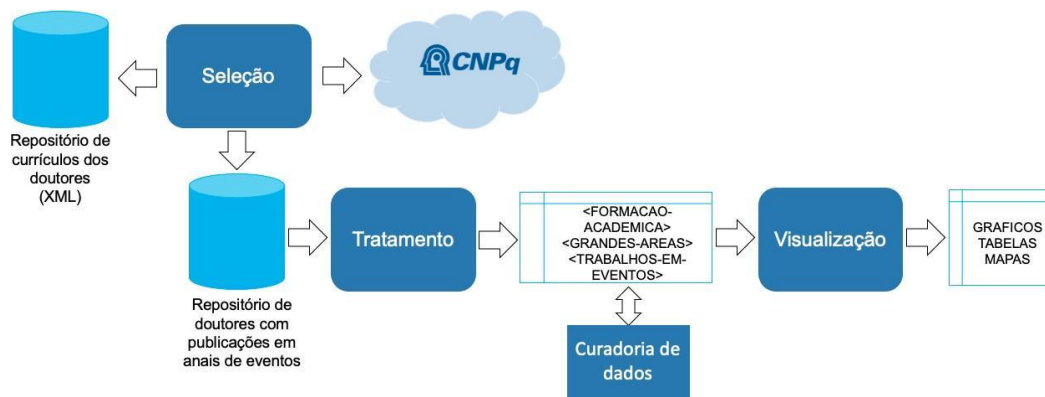 Seleção
CNPq
Repositório de
currículos dos
doutores
(XML)
Tratamento
<FORMACAO-
ACADEMICA>
<GRANDES-AREAS>
<TRABALHOS-EM-
EVENTOS>
Visualização
GRAFICOS
TABELAS
MAPAS
Repositório de
doutores com
publicações em
anais de eventos
Curadoria de
dados